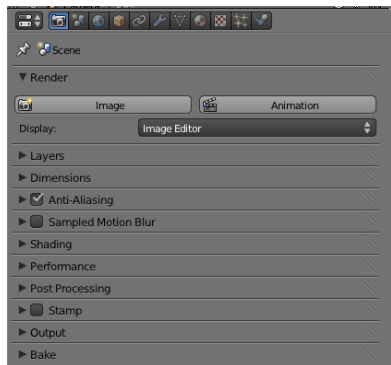 Scene
Render
Image Animation
Display: Image Editor
Layers
Dimensions
Anti-Aliasing
Sampled Motion Blur
Shading
Performance
Post Processing
Stamp
Output
Bake